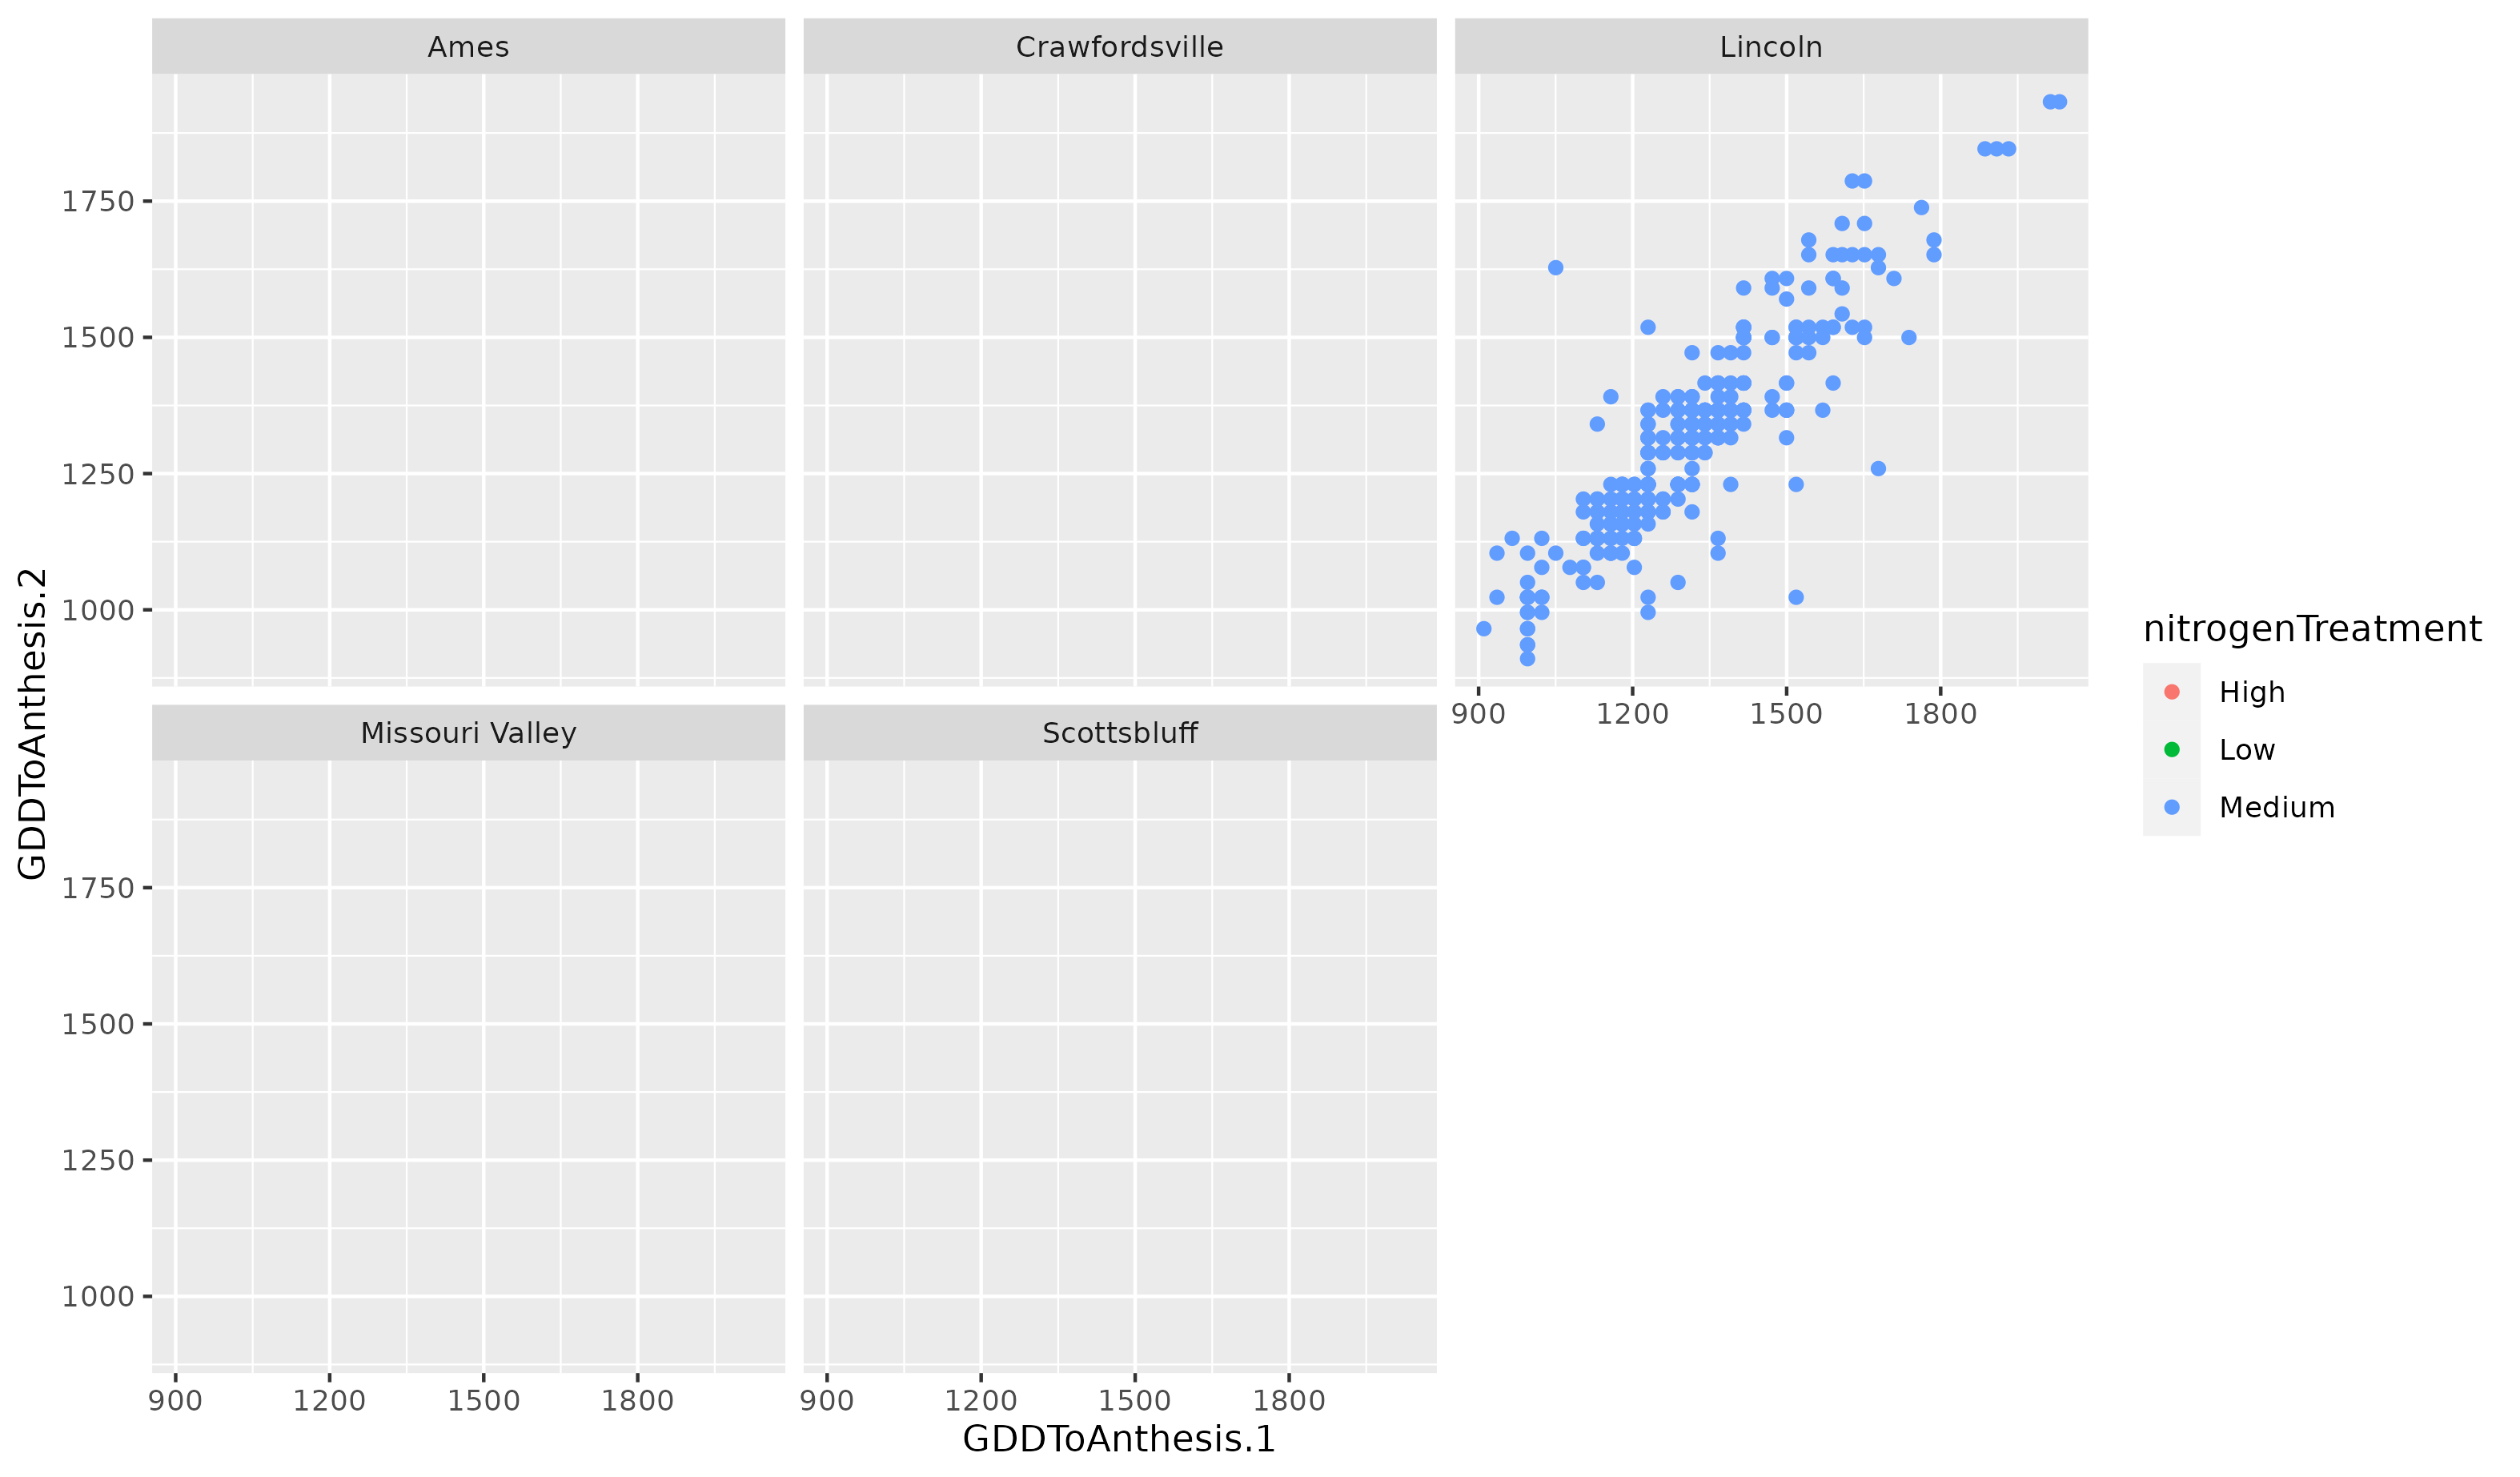 Ames
Crawfordsville
Lincoln
1750
1500
1250
1000
900 1200 1500 1800
Missouri Valley
Scottsbluff
1750
1500
1250
1000
900 1200 1500 1800
900 1200 1500 1800
GDDToAnthesis.1
GDDToAnthesis.2
nitrogenTreatment
High
Low
Medium